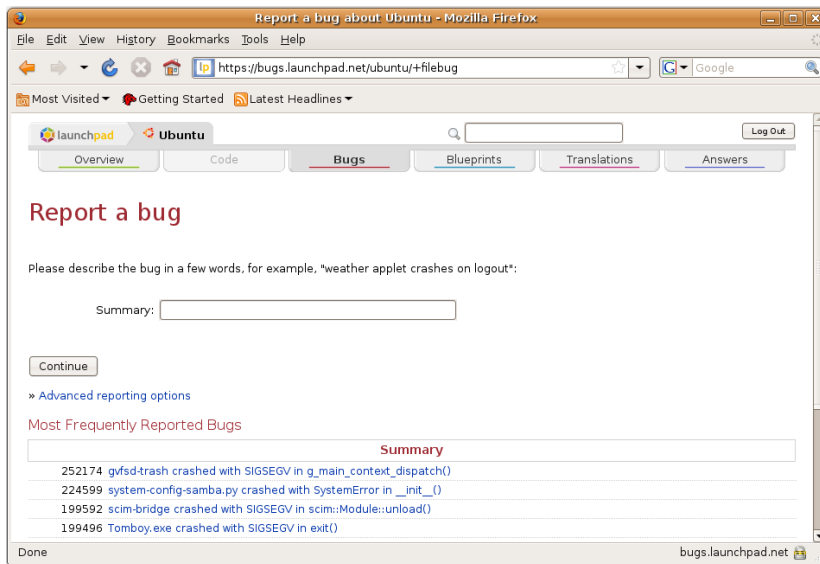 Report a bug about Ubuntu - Mozilla Firefox
File Edit View History Bookmarks Tools Help
lp https://bugs.launchpad.net/ubuntu/+filebug G Google
Most Visited Getting Started Latest Headlines
launchpad Ubuntu Log Out
Overview Code Bugs Blueprints Translations Answers
Report a bug
Please describe the bug in a few words, for example, "weather applet crashes on logout":
Summary:
Continue
» Advanced reporting options
Most Frequently Reported Bugs
Summary
252174 gvfsd-trash crashed with SIGSEGV in g_main_context_dispatch()
224599 system-config-samba.py crashed with SystemError in __init__()
199592 scim-bridge crashed with SIGSEGV in scim::Module::unload()
199496 Tomboy.exe crashed with SIGSEGV in exit()
Done bugs.launchpad.net